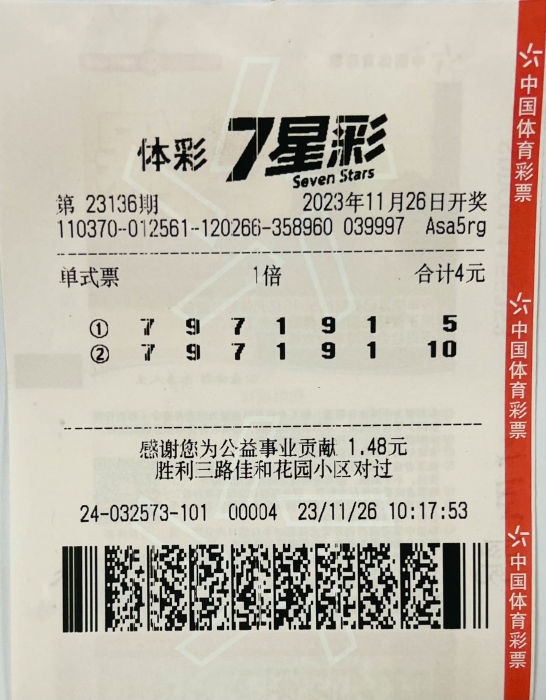 体彩 7星彩
Seven Stars
第 23136期 2023年11月26日开奖
110370--012561--120266-358960 039997 Asa5rg
单式票 1倍 合计4元
① 7 9 7 1 9 1 5
② 7 9 7 1 9 1 10
感谢您为公益事业贡献 1.48元
胜利三路佳和花园小区对过
24-032573-101 00004 23/11/26 10:17:53
中国体育彩票
中国体育彩票
中国体育彩票